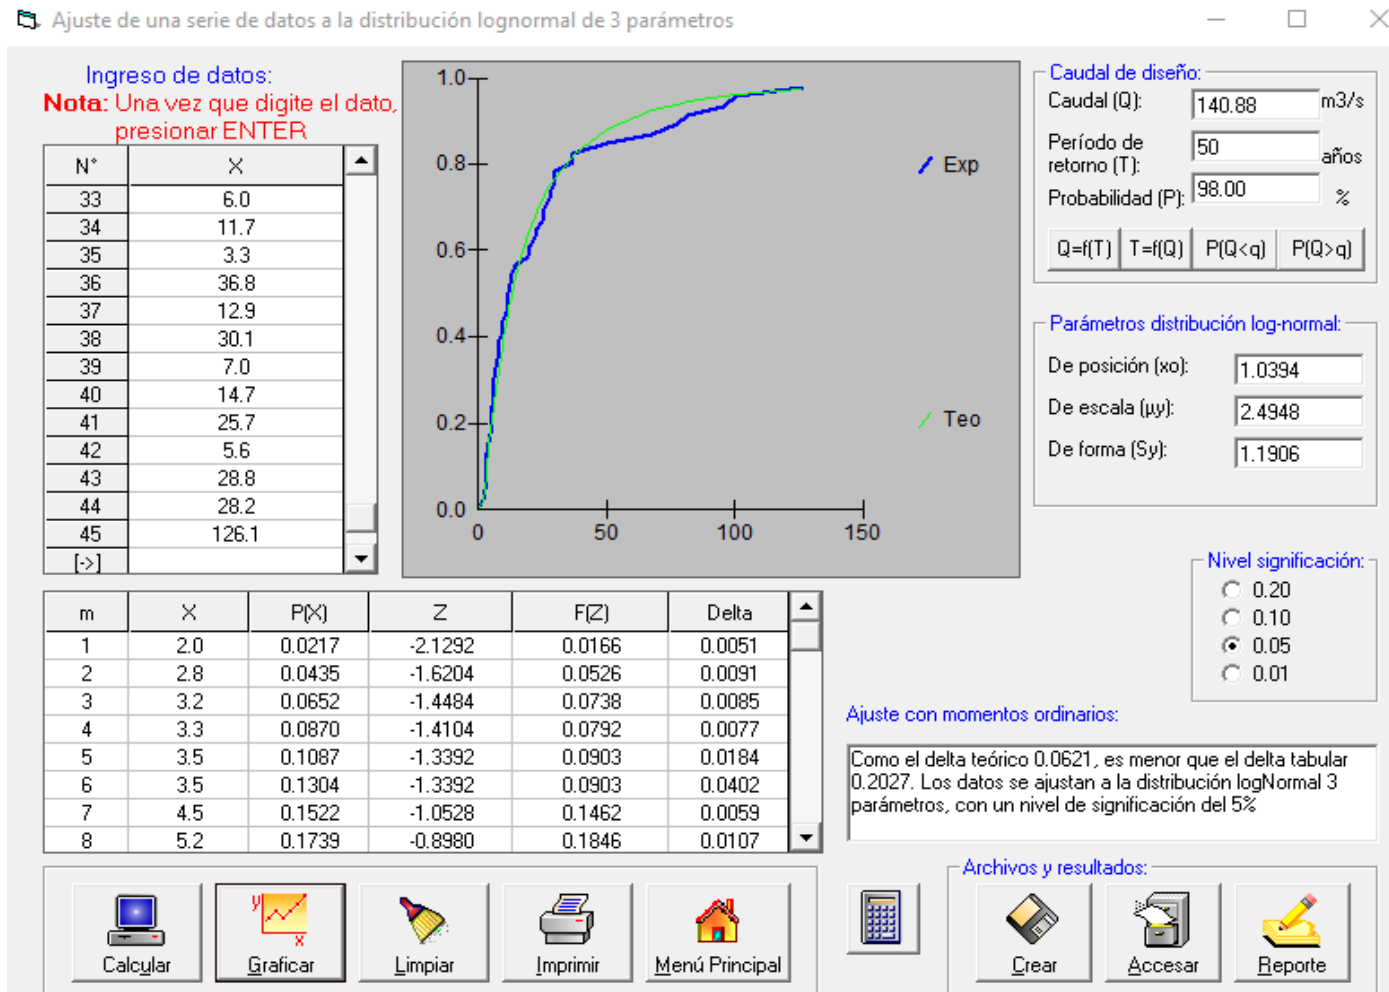 Ajuste de una serie de datos a la distribución lognormal de 3 parámetros
Ingreso de datos:
Nota: Una vez que digite el dato,
presionar ENTER
N° X
33 6.0
34 11.7
35 3.3
36 36.8
37 12.9
38 30.1
39 7.0
40 14.7
41 25.7
42 5.6
43 28.8
44 28.2
45 126.1
[->]
1.0
0.8
0.6
0.4
0.2
0.0
0 50 100 150
Exp
Teo
Caudal de diseño:
Caudal (Q): 140.88 m3/s
Período de
retorno (T): 50 años
Probabilidad (P): 98.00 %
Q=f(T) T=f(Q) P(Q<q) P(Q>q)
Parámetros distribución log-normal:
De posición (xo): 1.0394
De escala (µy): 2.4948
De forma (Sy): 1.1906
Nivel significación:
0.20
0.10
0.05
0.01
m X P(X) Z F(Z) Delta
1 2.0 0.0217 -2.1292 0.0166 0.0051
2 2.8 0.0435 -1.6204 0.0526 0.0091
3 3.2 0.0652 -1.4484 0.0738 0.0085
4 3.3 0.0870 -1.4104 0.0792 0.0077
5 3.5 0.1087 -1.3392 0.0903 0.0184
6 3.5 0.1304 -1.3392 0.0903 0.0402
7 4.5 0.1522 -1.0528 0.1462 0.0059
8 5.2 0.1739 -0.8980 0.1846 0.0107
Ajuste con momentos ordinarios:
Como el delta teórico 0.0621, es menor que el delta tabular
0.2027. Los datos se ajustan a la distribución logNormal 3
parámetros, con un nivel de significación del 5%
Calcular Graficar Limpiar Imprimir Menú Principal
y x
Archivos y resultados:
Crear Accesar Reporte